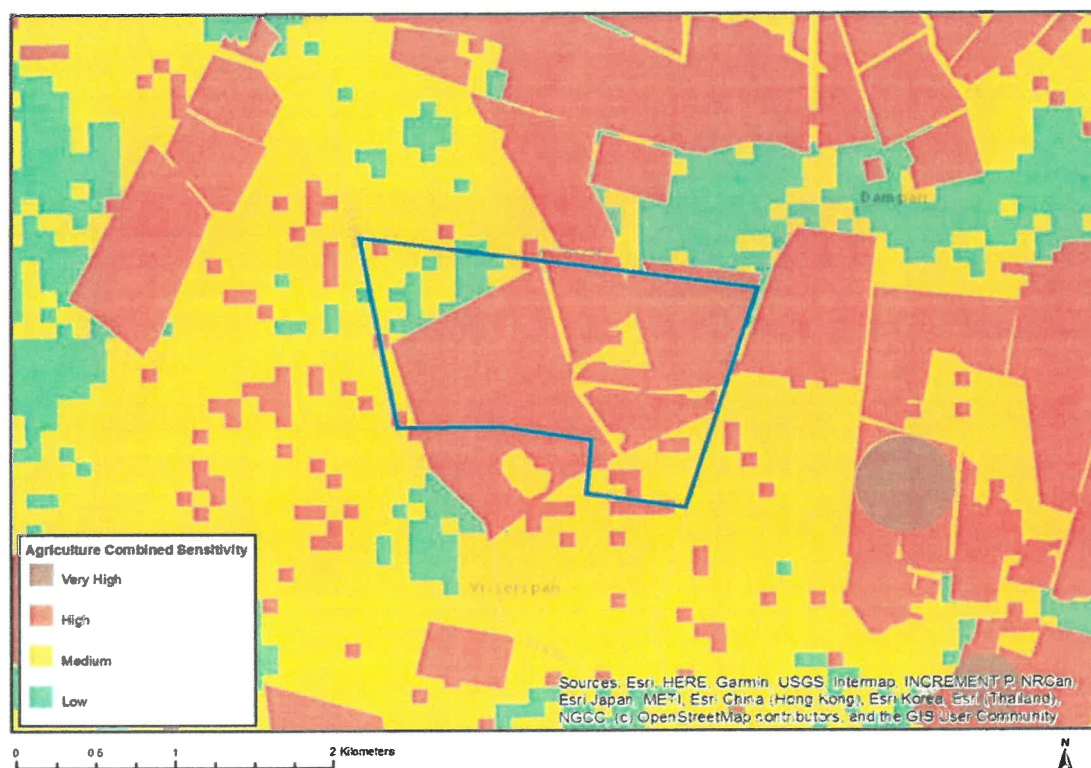 Dampan
Agriculture Combined Sensitivity
Very High
High
Medium
Low
Visserspan
Sources: Esri, HERE, Garmin, USGS, Intermap, INCREMENT P, NRCan,
Esri Japan, METI, Esri China (Hong Kong), Esri Korea, Esri (Thailand),
NGCC, (c) OpenStreetMap contributors, and the GIS User Community
0 0.5 1 2 Kilometers
N